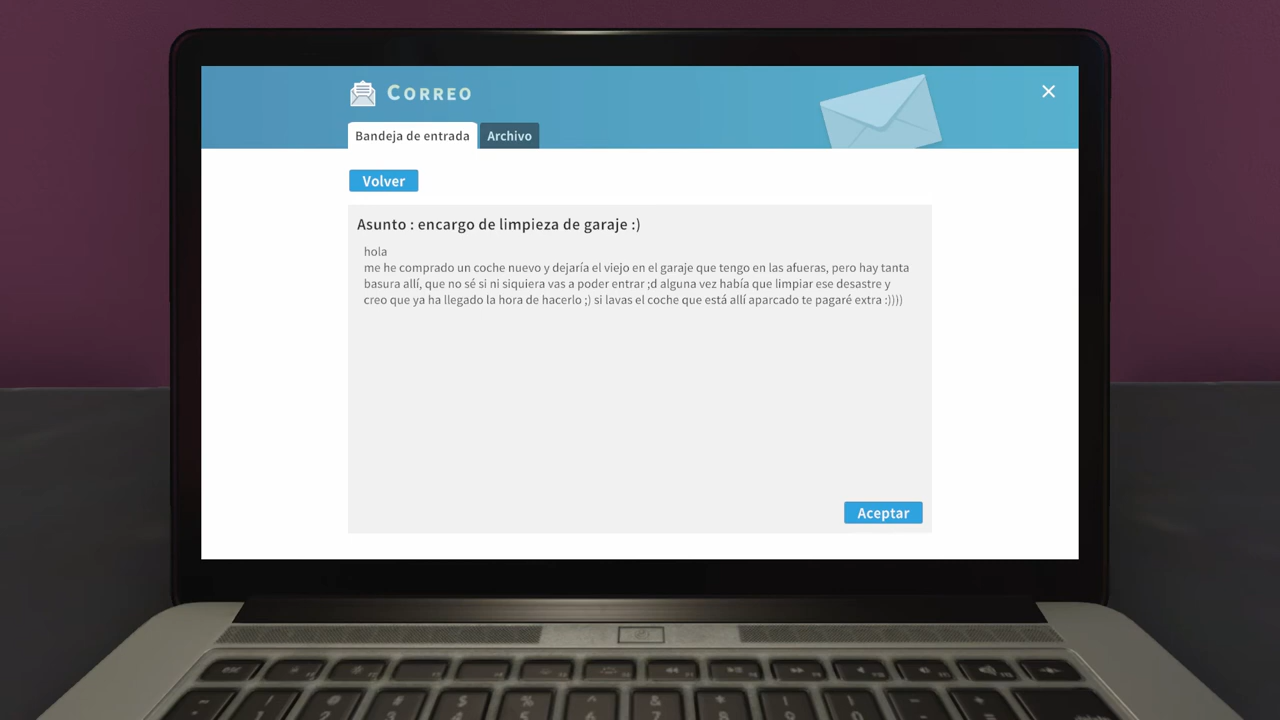 Correo
Bandeja de entrada
Archivo
Volver
Asunto : encargo de limpieza de garaje :)
hola
me he comprado un coche nuevo y dejaría el viejo en el garaje que tengo en las afueras, pero hay tanta
basura allí, que no sé si ni siquiera vas a poder entrar ;d alguna vez había que limpiar ese desastre y
creo que ya ha llegado la hora de hacerlo ;) si lavas el coche que está allí aparcado te pagaré extra :))))
Aceptar
esc